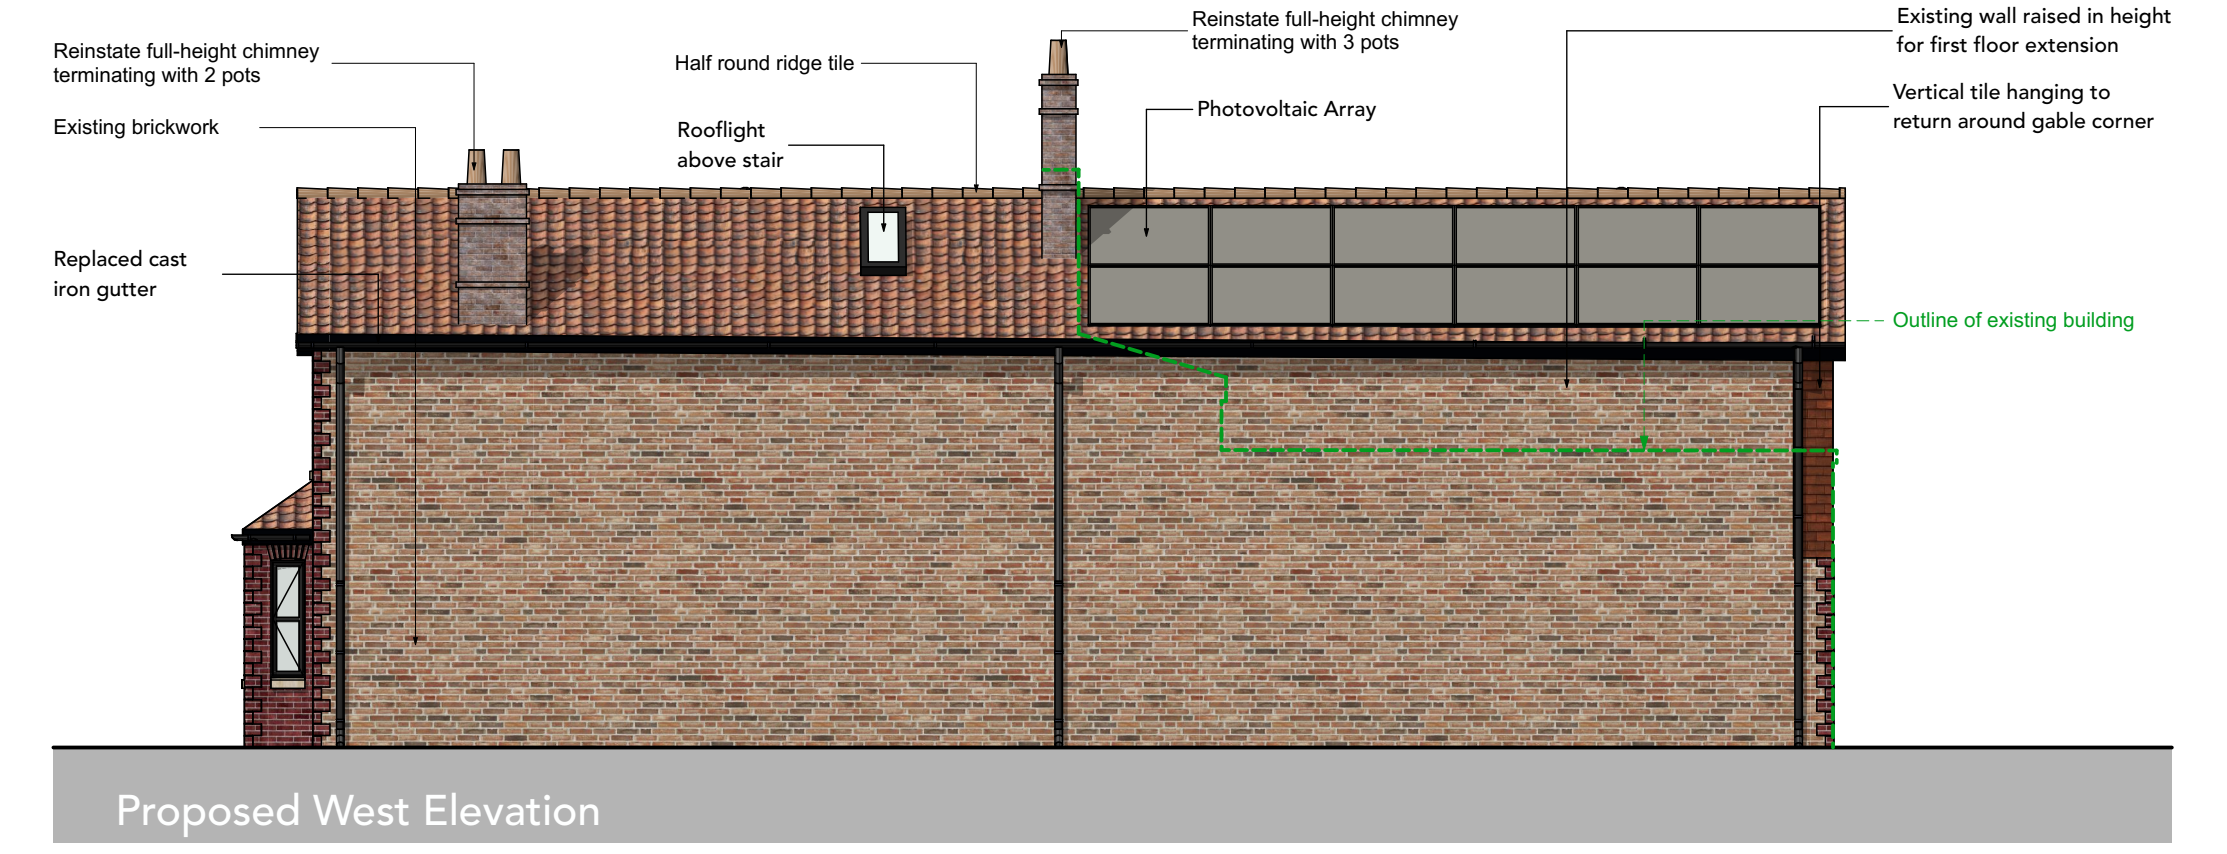 Reinstate full-height chimney
terminating with 2 pots
Existing brickwork
Replaced cast
iron gutter
Half round ridge tile
Rooflight
above stair
Reinstate full-height chimney
terminating with 3 pots
Photovoltaic Array
Existing wall raised in height
for first floor extension
Vertical tile hanging to
return around gable corner
Outline of existing building
Proposed West Elevation